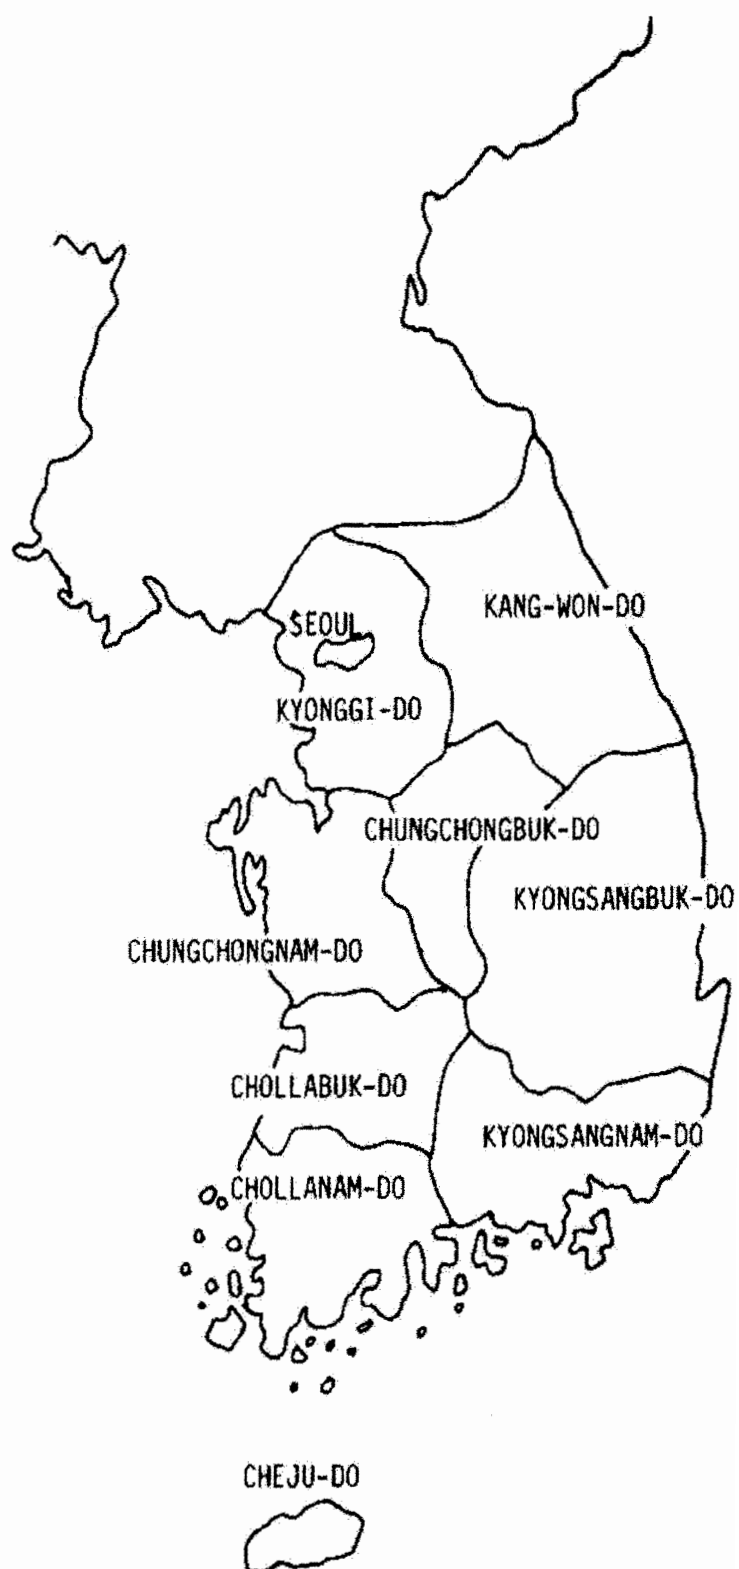 KANG-WON-DO
SEOUL
KYONGGI-DO
CHUNGCHONGBUK-DO
KYONGSANGBUK-DO
CHUNGCHONGNAM-DO
CHOLLABUK-DO
KYONGSANGNAM-DO
CHOLLANAM-DO
CHEJU-DO